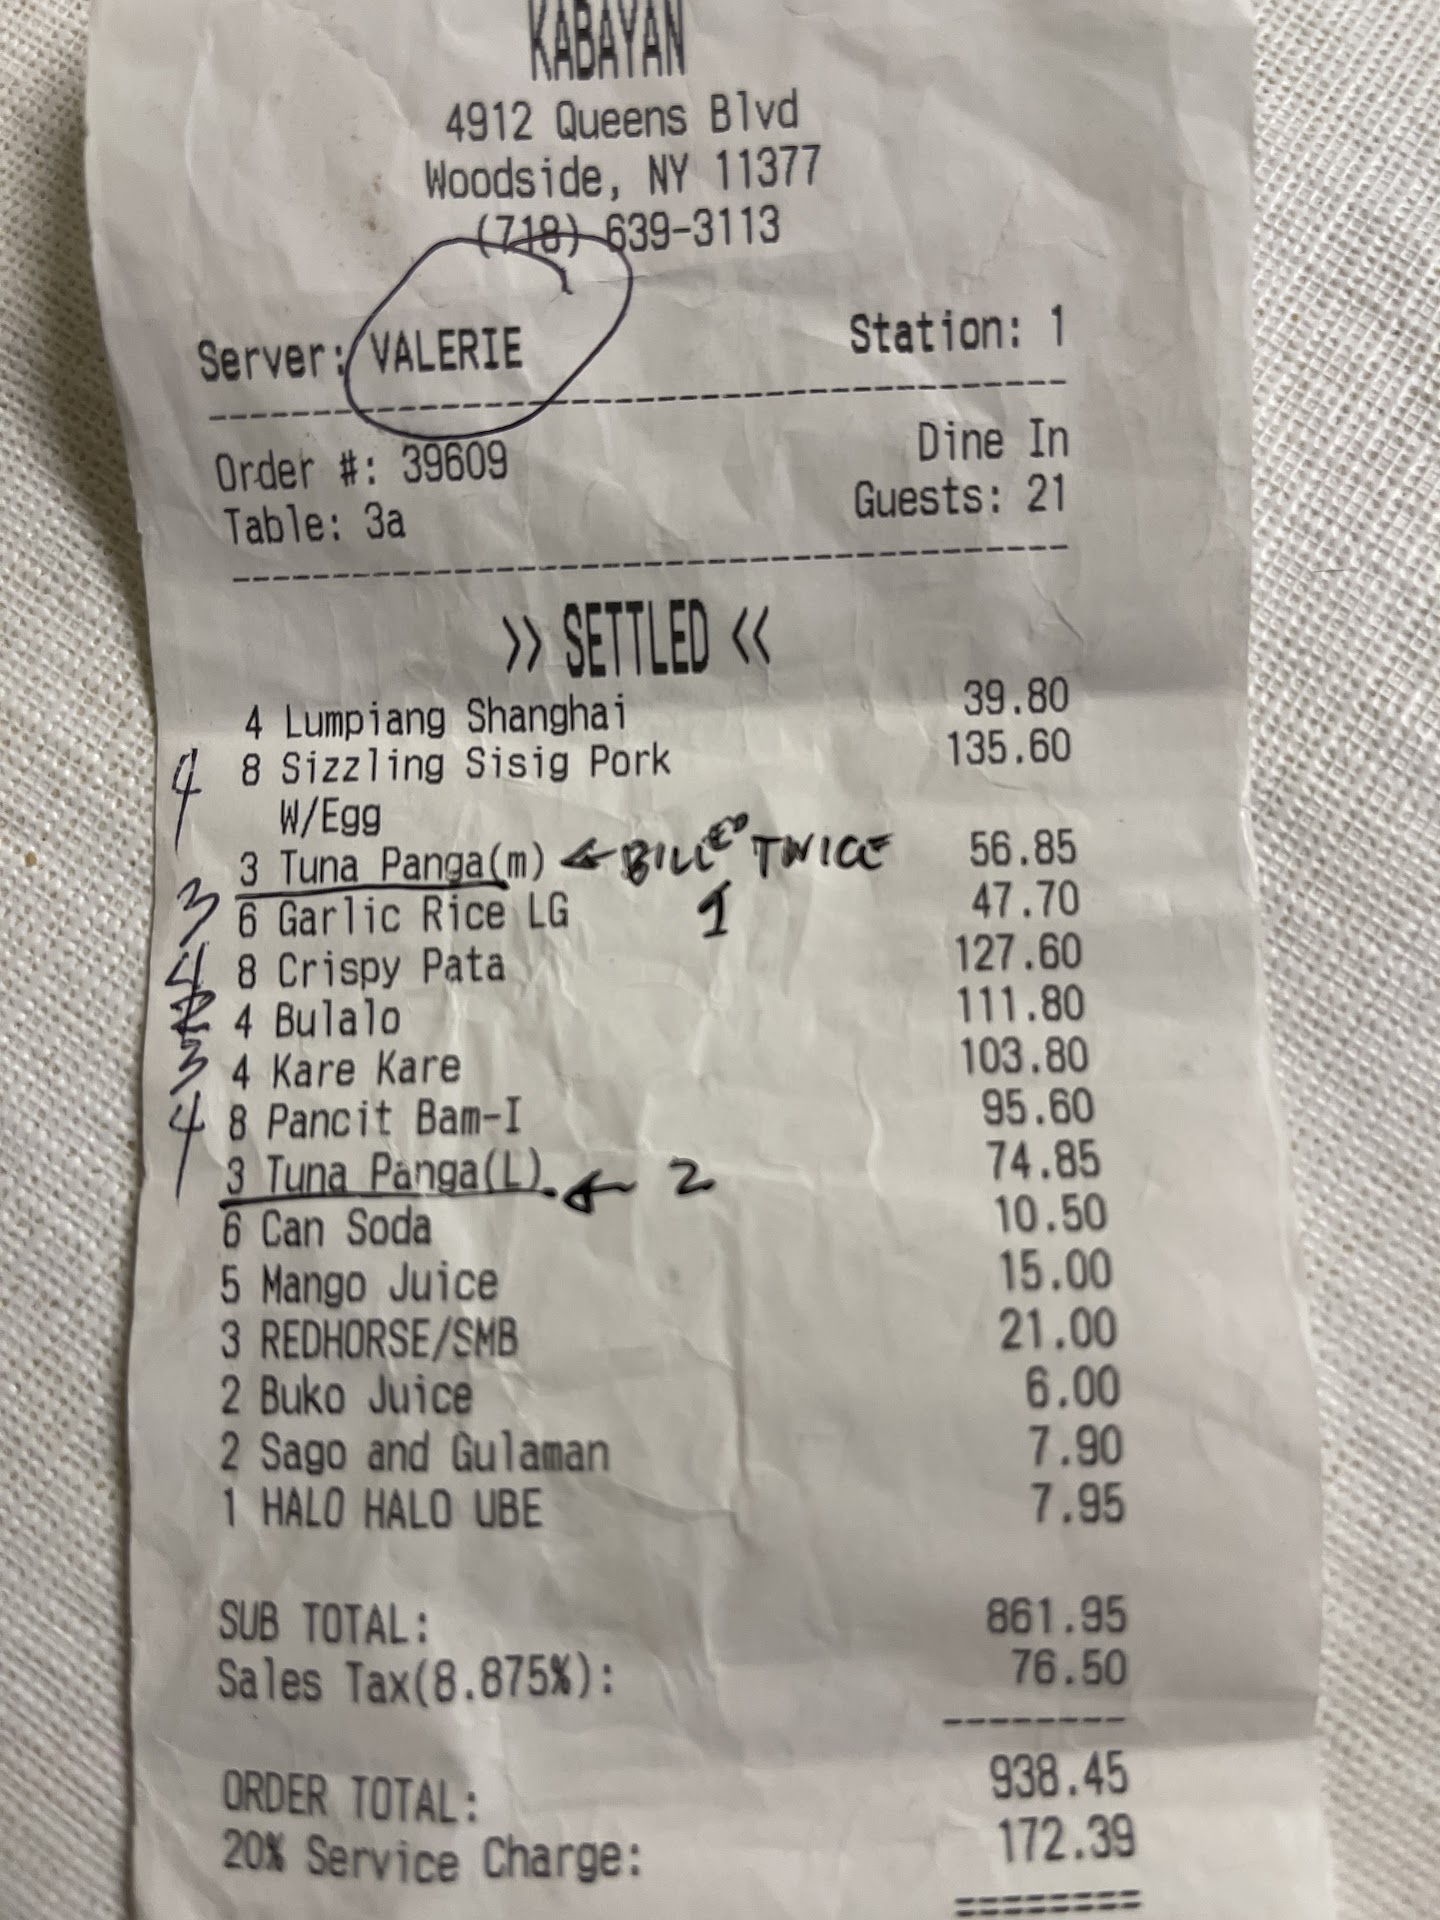 KABAYAN
4912 Queens Blvd
Woodside, NY 11377
(718) 639-3113
Server: VALERIE Station: 1
Order #: 39609 Dine In
Table: 3a Guests: 21
>> SETTLED <<
4 Lumpiang Shanghai 39.80
4 8 Sizzling Sisig Pork 135.60
W/Egg
3 Tuna Panga(m) ← BILLED TWICE 56.85
3 6 Garlic Rice LG 1 47.70
4 8 Crispy Pata 127.60
4 Bulalo 111.80
3 4 Kare Kare 103.80
4 8 Pancit Bam-I 95.60
3 Tuna Panga(L) ← 2 74.85
6 Can Soda 10.50
5 Mango Juice 15.00
3 REDHORSE/SMB 21.00
2 Buko Juice 6.00
2 Sago and Gulaman 7.90
1 HALO HALO UBE 7.95
SUB TOTAL: 861.95
Sales Tax(8.875%): 76.50
ORDER TOTAL: 938.45
20% Service Charge: 172.39